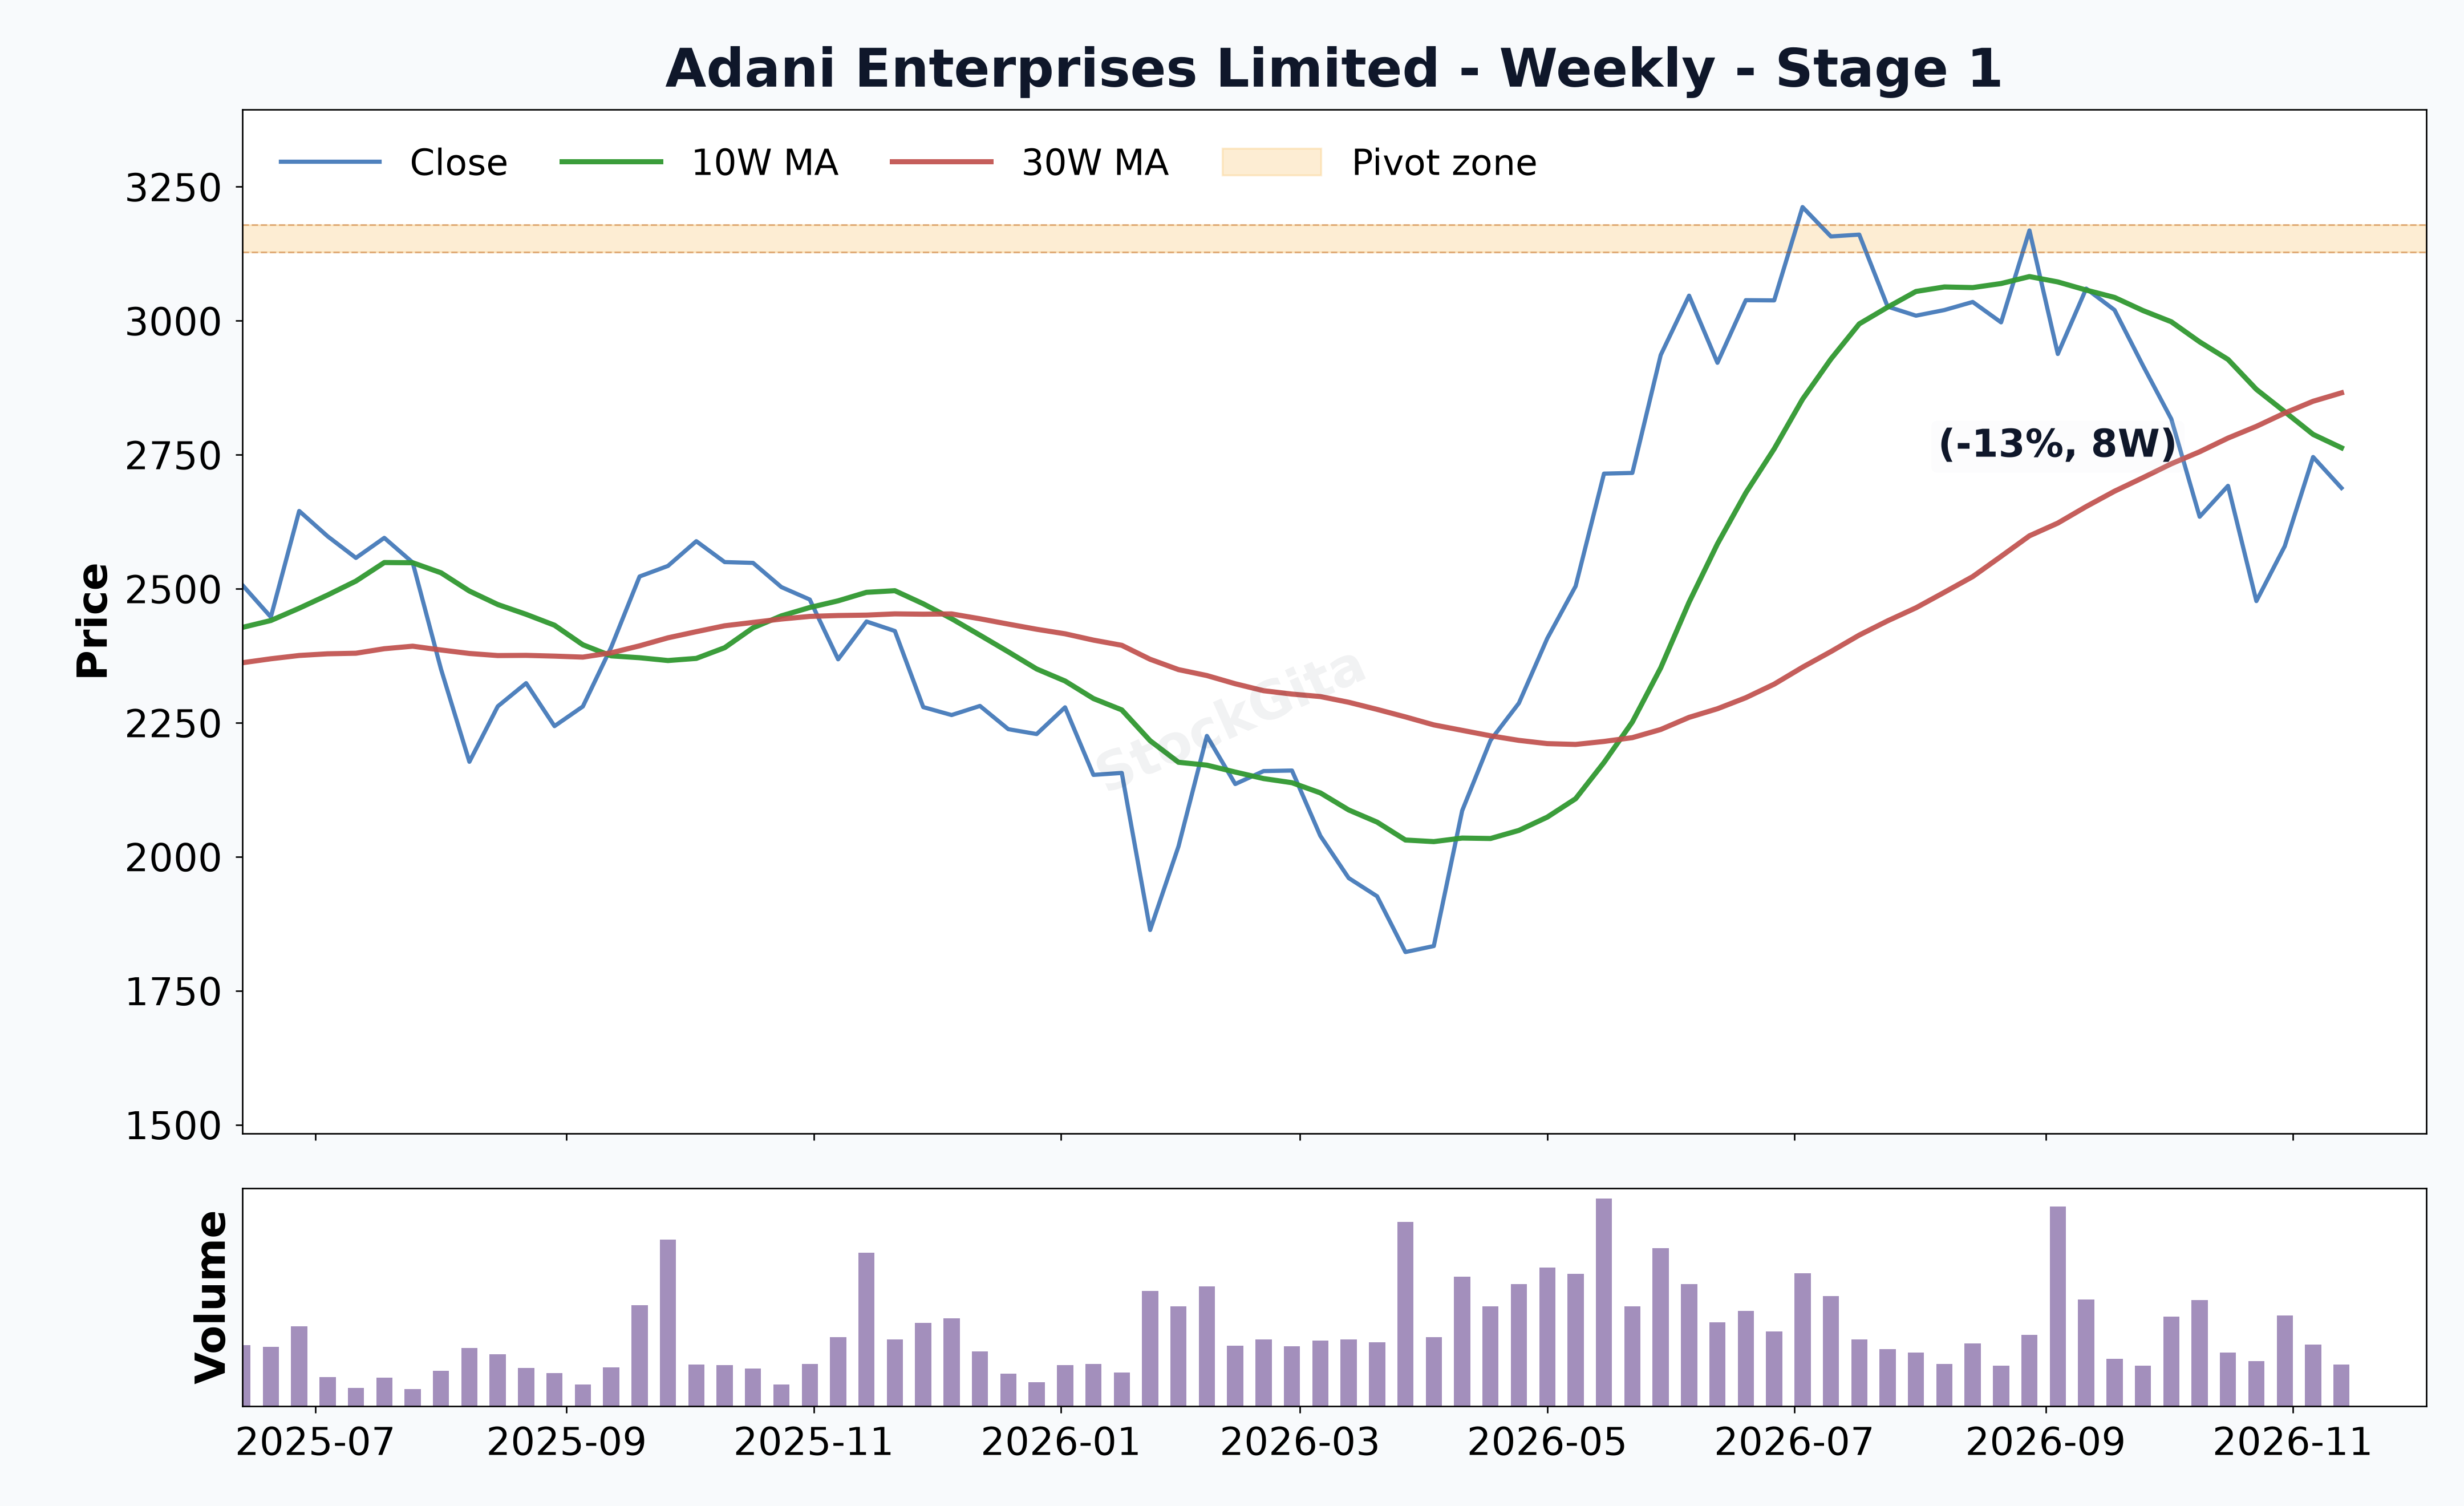 Adani Enterprises Limited - Weekly - Stage 1
Close 10W MA 30W MA Pivot zone
3250
3000
2750
2500
2250
2000
1750
1500
Price
(-13%, 8W)
StockGita
Volume
2025-07 2025-09 2025-11 2026-01 2026-03 2026-05 2026-07 2026-09 2026-11